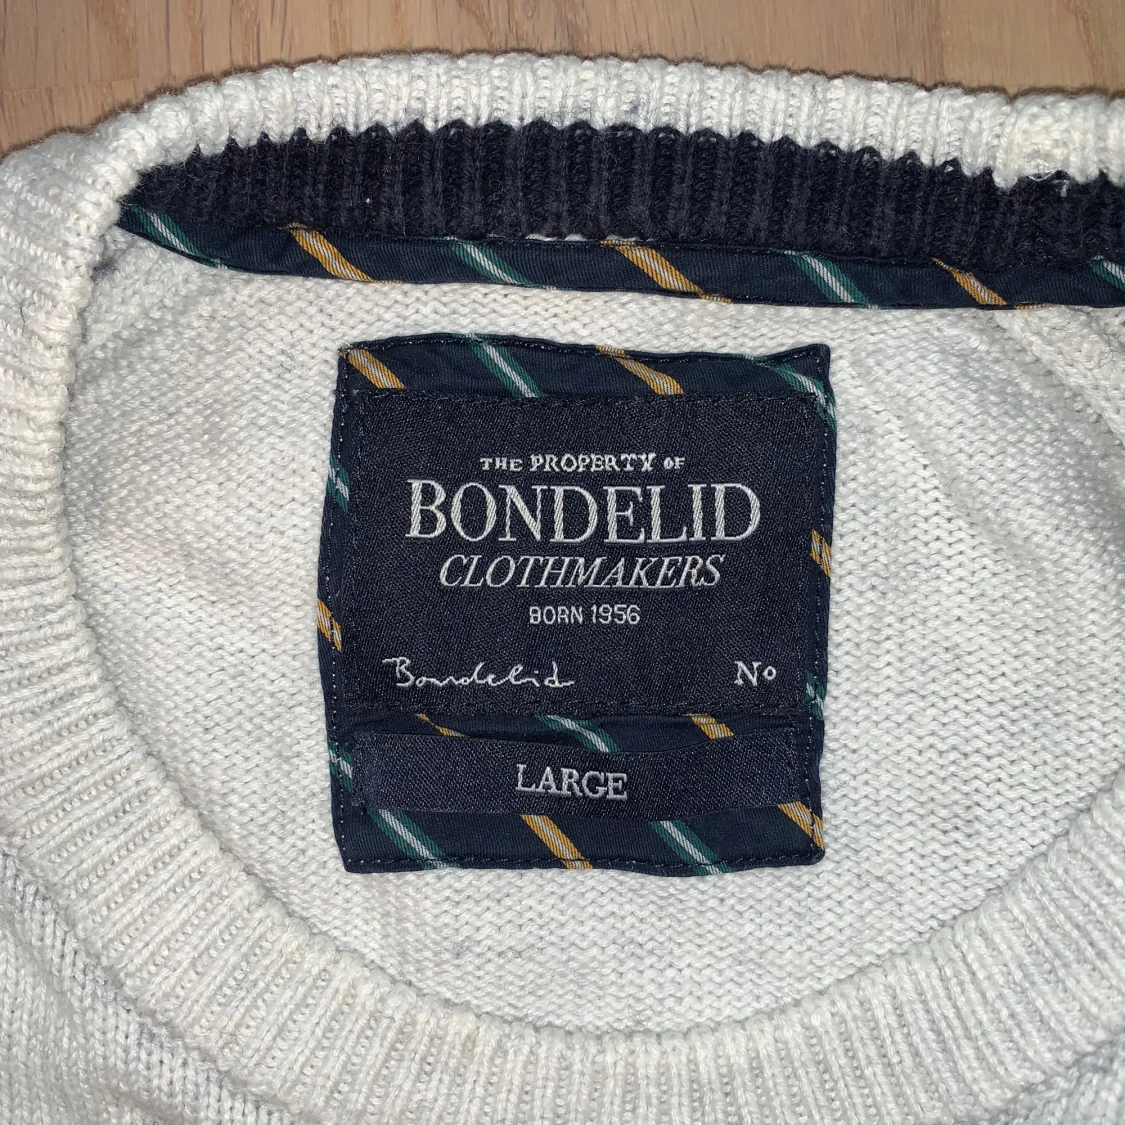 THE PROPERTY OF
BONDELID
CLOTHMAKERS
BORN 1956
Bondelid No
LARGE